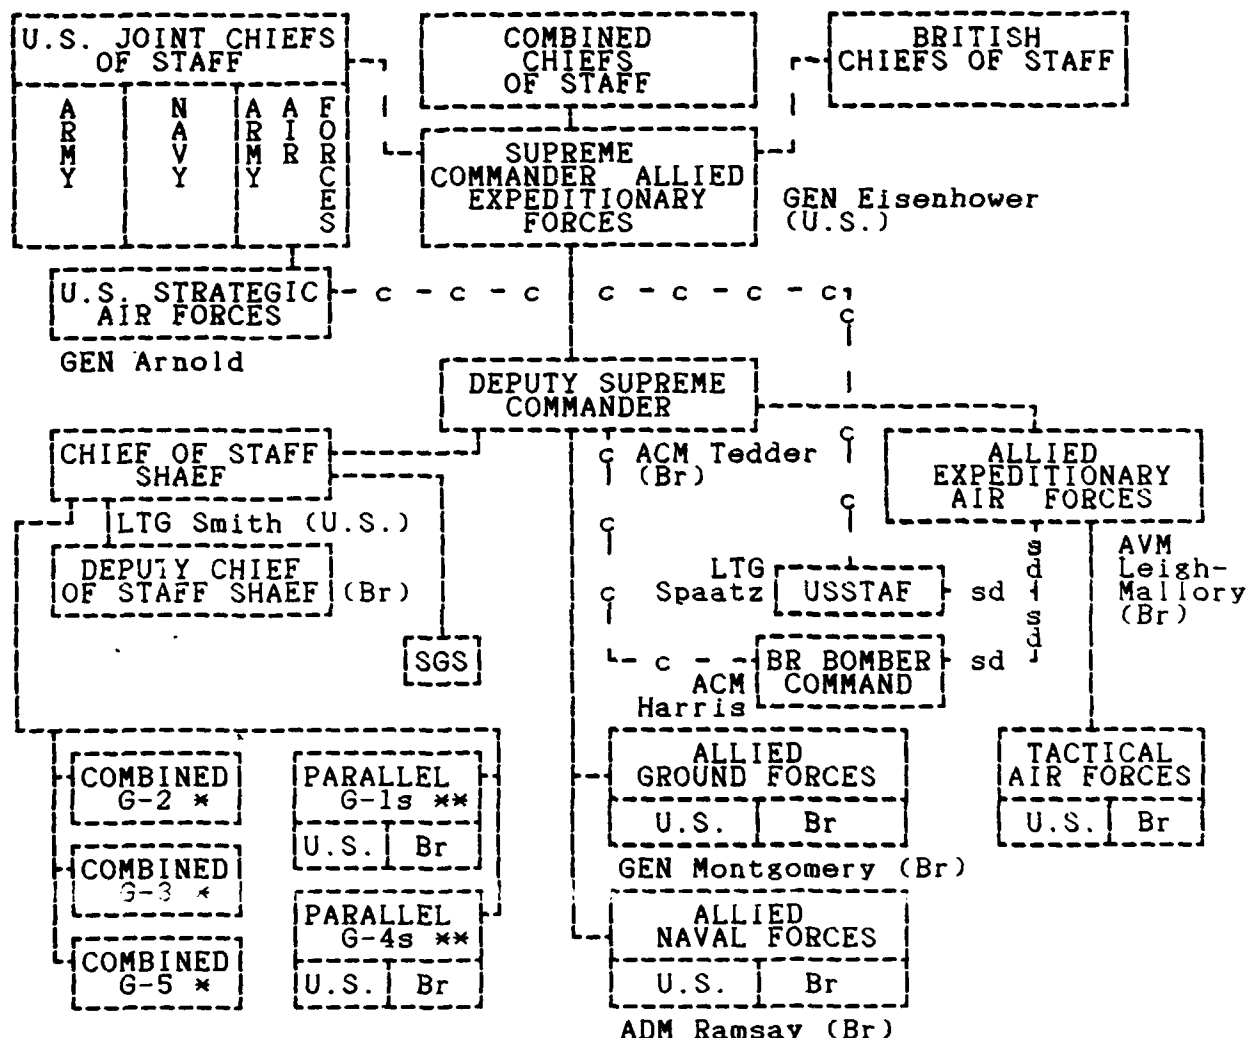 U.S. JOINT CHIEFS
OF STAFF
ARMY
NAVY
ARMY
AIR
FORCES
COMBINED
CHIEFS
OF STAFF
BRITISH
CHIEFS OF STAFF
SUPREME
COMMANDER ALLIED
EXPEDITIONARY
FORCES
GEN Eisenhower
(U.S.)
U.S. STRATEGIC
AIR FORCES
c - c - c c - c - c - c
c
GEN Arnold
DEPUTY SUPREME
COMMANDER
ACM Tedder
(Br)
c
c
c
c
c
CHIEF OF STAFF
SHAEF
LTG Smith (U.S.)
DEPUTY CHIEF
OF STAFF SHAEF
(Br)
SGS
ALLIED
EXPEDITIONARY
AIR FORCES
AVM
Leigh-
Mallory
(Br)
sd
sd
LTG
Spaatz
USSTAF
sd
c
BR BOMBER
COMMAND
sd
ACM
Harris
COMBINED
G-2 *
COMBINED
G-3 *
COMBINED
G-5 *
PARALLEL
G-1s **
U.S. Br
PARALLEL
G-4s **
U.S. Br
ALLIED
GROUND FORCES
U.S. Br
GEN Montgomery (Br)
ALLIED
NAVAL FORCES
U.S. Br
ADM Ramsay (Br)
TACTICAL
AIR FORCES
U.S. Br